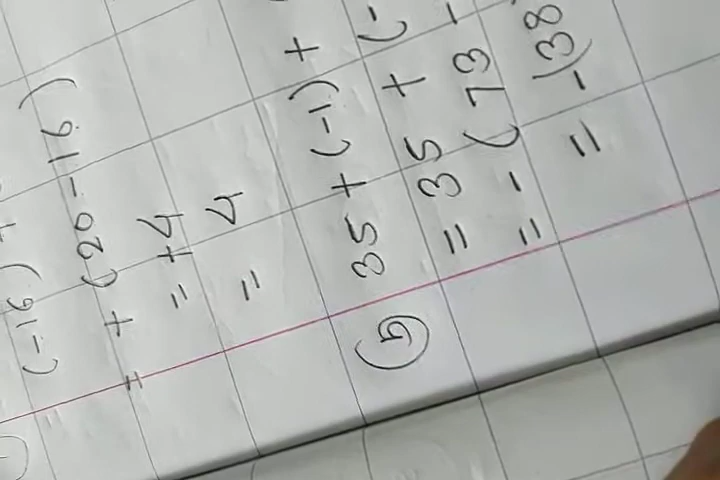 (-16) +
= + (20 - 16)
= +4
= 4
(b) 35 + (-1) +
= 35 + (-
= - (73 -
= -(38